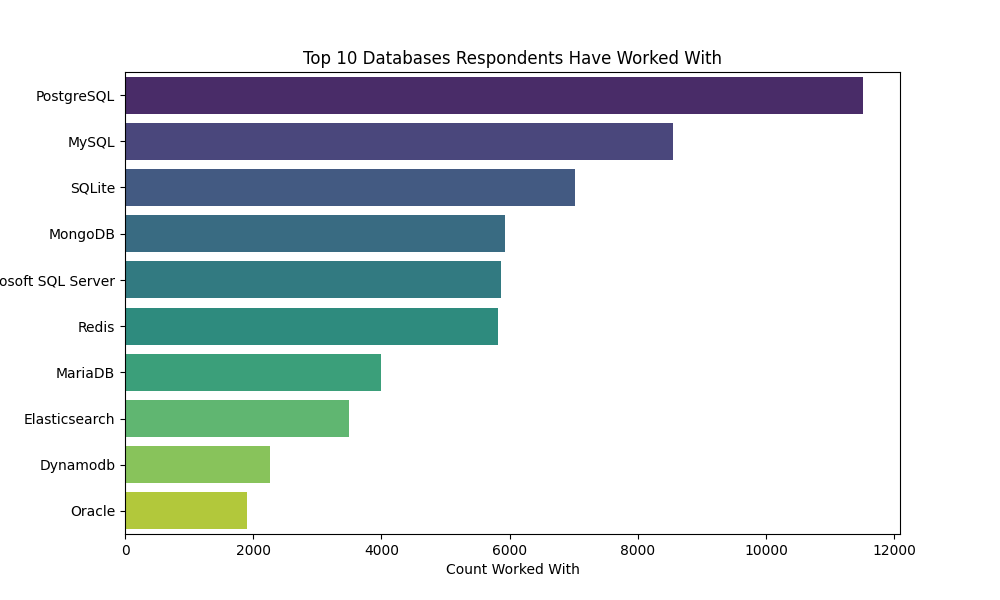 Top 10 Databases Respondents Have Worked With
PostgreSQL
MySQL
SQLite
MongoDB
osoft SQL Server
Redis
MariaDB
Elasticsearch
Dynamodb
Oracle
0 2000 4000 6000 8000 10000 12000
Count Worked With